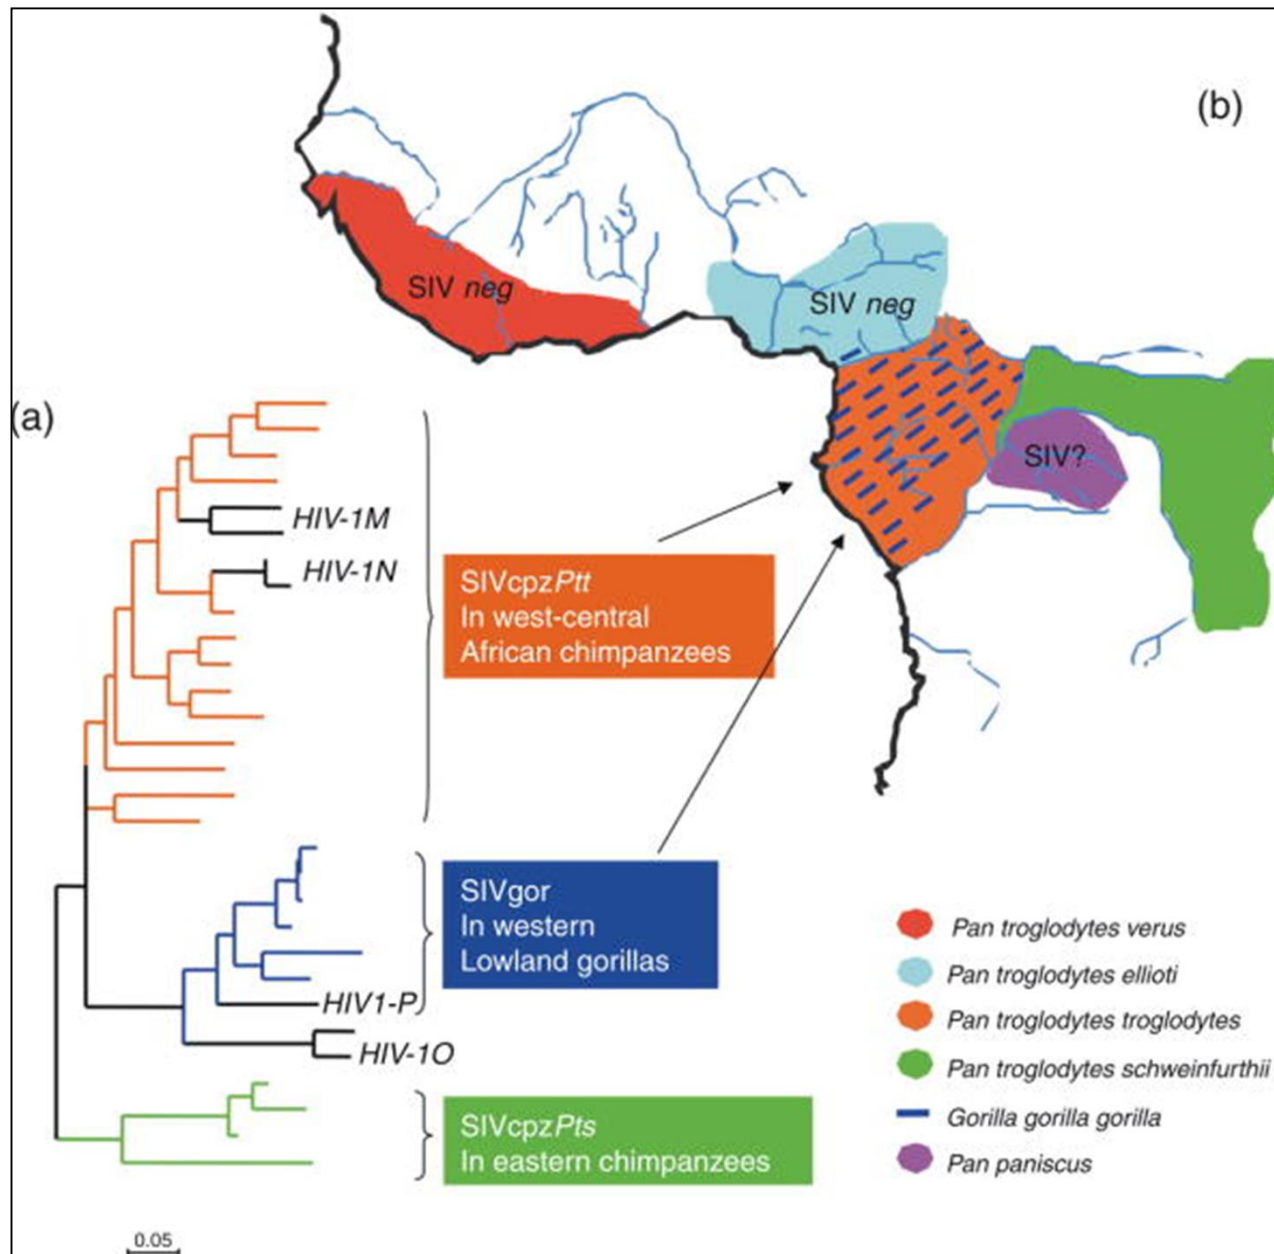 (b)
SIV neg
SIV neg
SIV?
(a)
HIV-1M
HIV-1N
SIVcpzPtt
In west-central
African chimpanzees
SIVgor
In western
Lowland gorillas
HIV1-P
HIV-1O
SIVcpzPts
In eastern chimpanzees
Pan troglodytes verus
Pan troglodytes ellioti
Pan troglodytes troglodytes
Pan troglodytes schweinfurthii
Gorilla gorilla gorilla
Pan paniscus
0.05